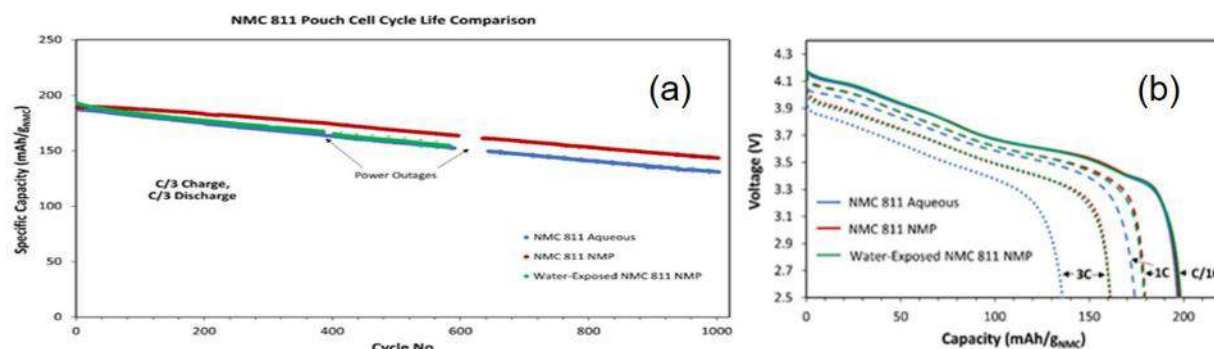 NMC 811 Pouch Cell Cycle Life Comparison
250
200
150
100
50
0
Specific Capacity (mAh/gNMC)
(a)
Power Outages
C/3 Charge,
C/3 Discharge
NMC 811 Aqueous
NMC 811 NMP
Water-Exposed NMC 811 NMP
0 200 400 600 800 1000
Cycle No
4.3
4.1
3.9
3.7
3.5
3.3
3.1
2.9
2.7
2.5
Voltage (V)
(b)
NMC 811 Aqueous
NMC 811 NMP
Water-Exposed NMC 811 NMP
3C 1C C/10
0 50 100 150 200
Capacity (mAh/gNMC)